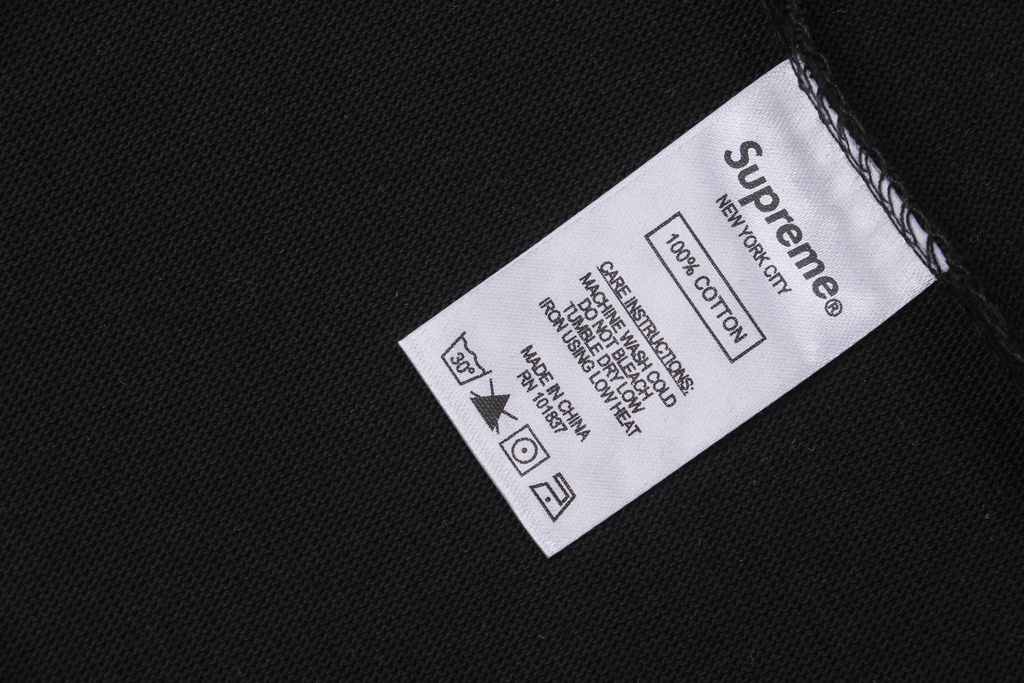 Supreme®
NEW YORK CITY
100% COTTON
CARE INSTRUCTIONS:
MACHINE WASH COLD
DO NOT BLEACH
TUMBLE DRY LOW
IRON USING LOW HEAT
MADE IN CHINA
RN 101837
30°